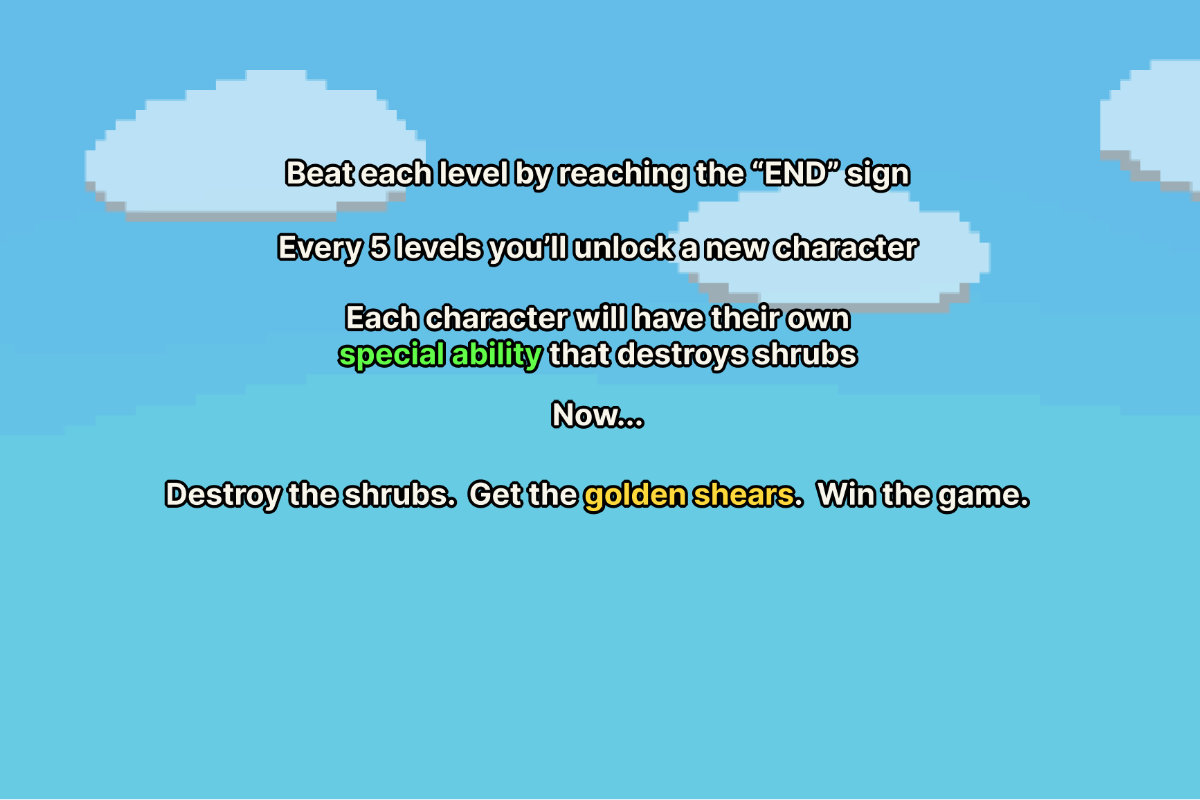 Beat each level by reaching the “END” sign
Every 5 levels you’ll unlock a new character
Each character will have their own
special ability that destroys shrubs
Now...
Destroy the shrubs.  Get the golden shears.  Win the game.